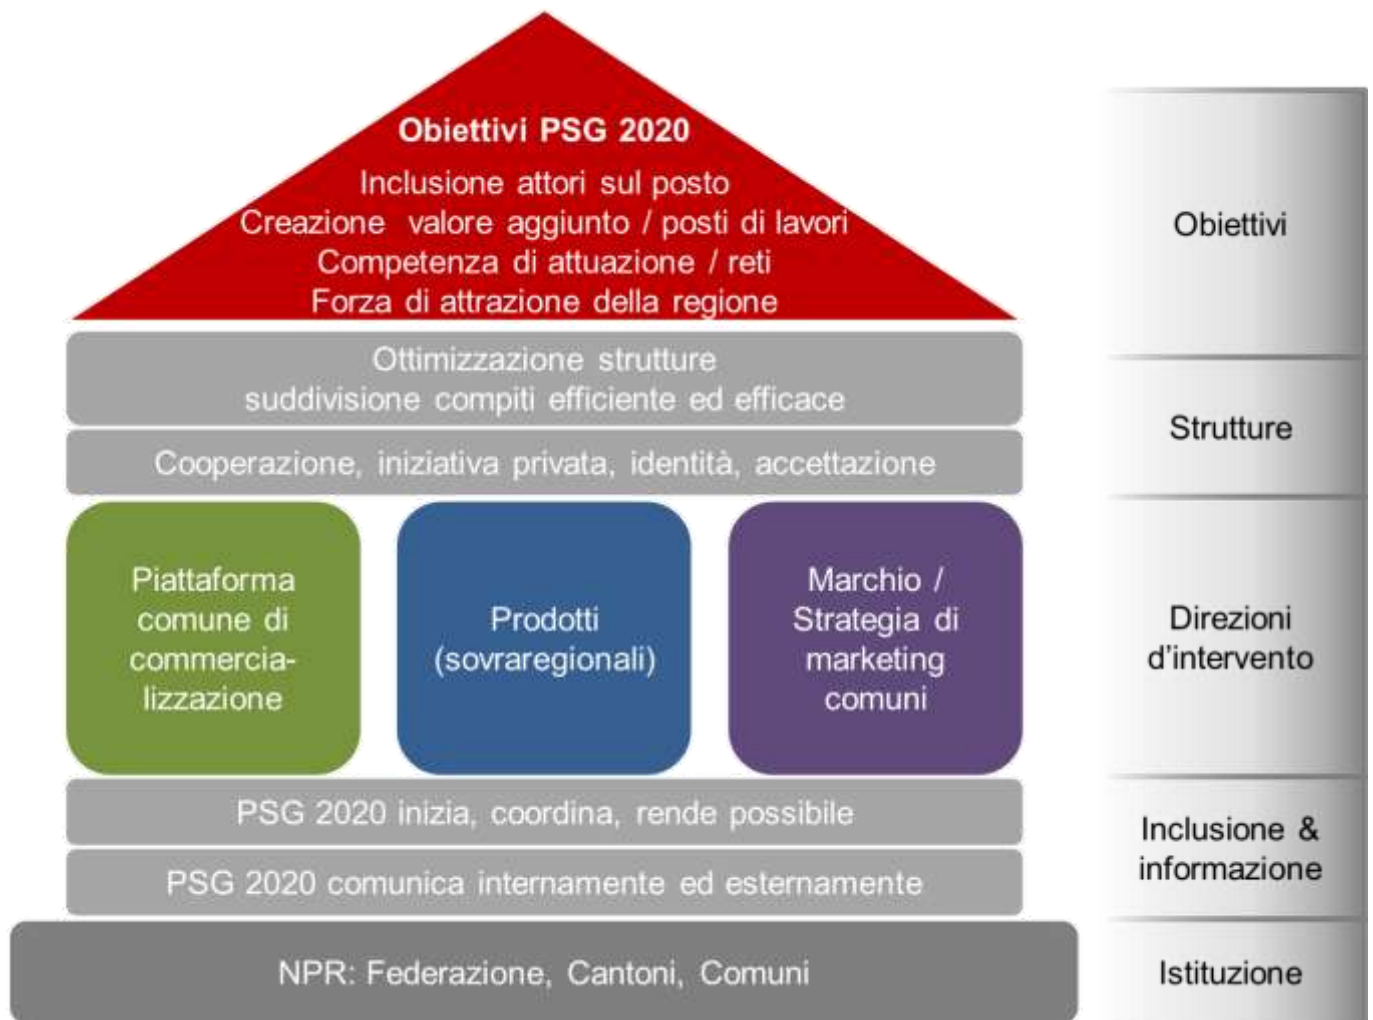 Obiettivi PSG 2020
Inclusione attori sul posto
Creazione valore aggiunto / posti di lavori
Competenza di attuazione / reti
Forza di attrazione della regione
Obiettivi
Ottimizzazione strutture
suddivisione compiti efficiente ed efficace
Cooperazione, iniziativa privata, identità, accettazione
Strutture
Piattaforma
comune di
commercia-
lizzazione
Prodotti
(sovraregionali)
Marchio /
Strategia di
marketing
comuni
Direzioni
d'intervento
PSG 2020 inizia, coordina, rende possibile
PSG 2020 comunica internamente ed esternamente
Inclusione &
informazione
NPR: Federazione, Cantoni, Comuni
Istituzione